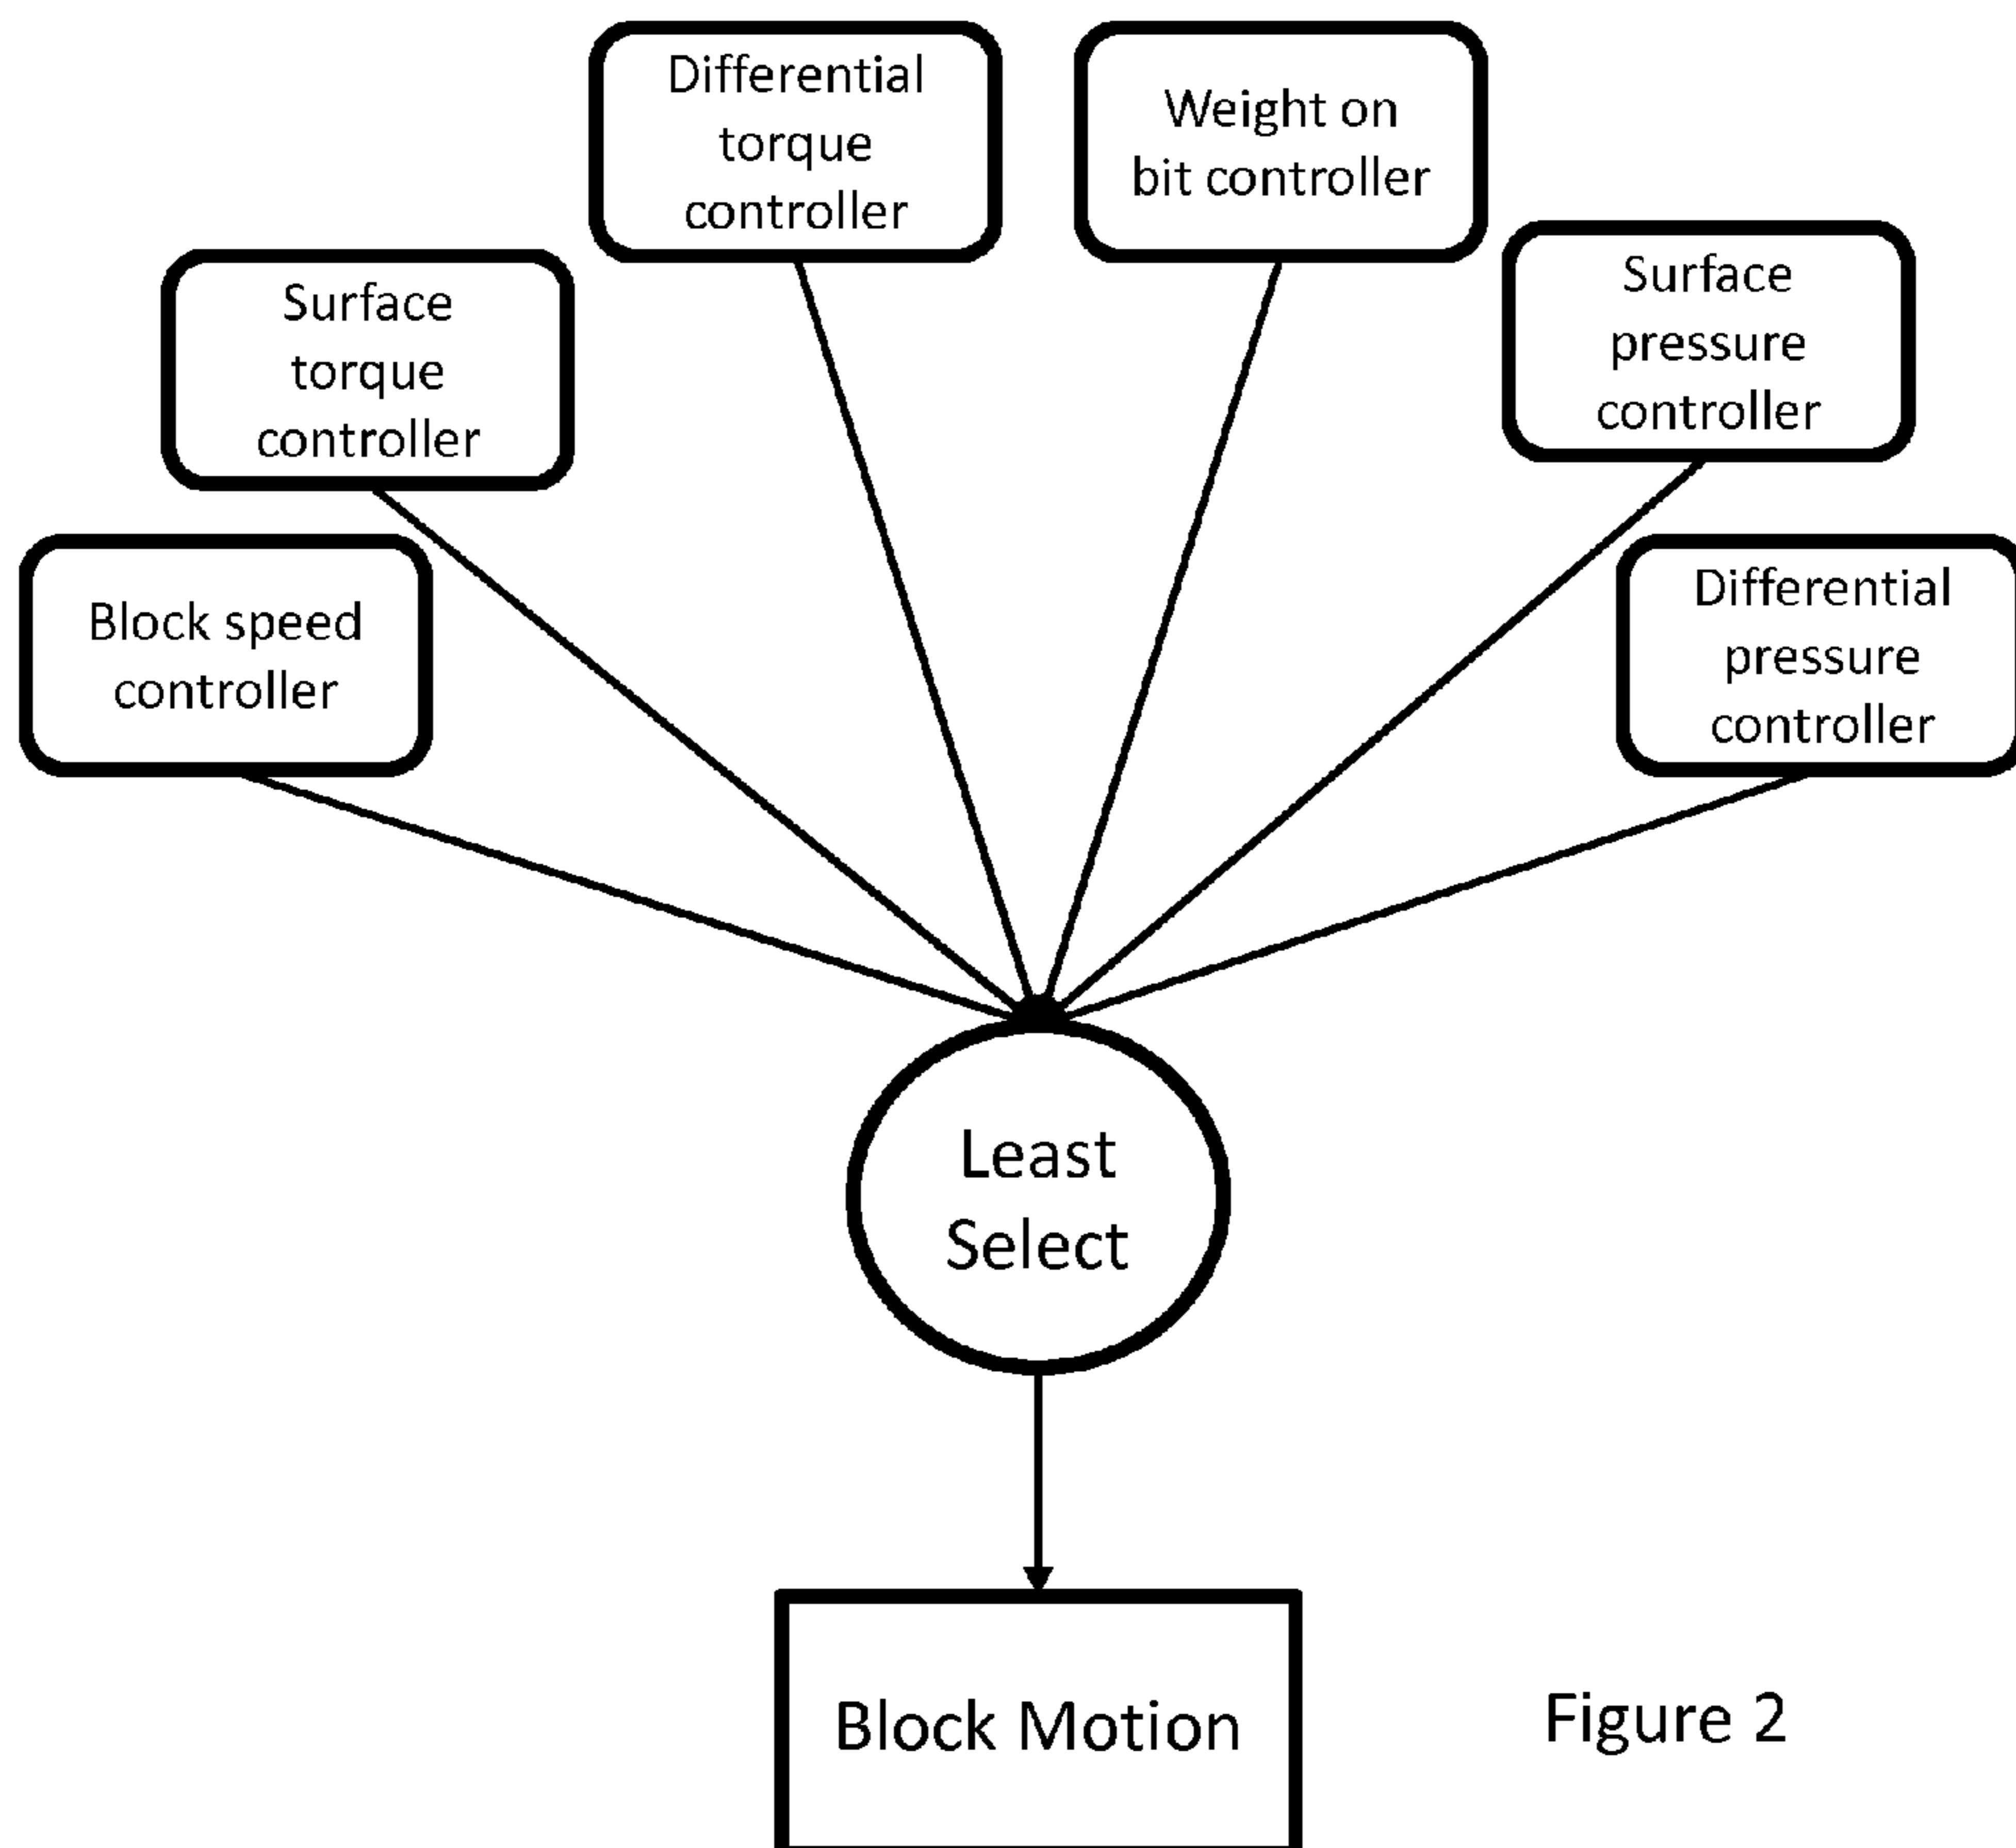 Differential
torque
controller
Weight on
bit controller
Surface
torque
controller
Surface
pressure
controller
Block speed
controller
Differential
pressure
controller
Least
Select
Block Motion
Figure 2